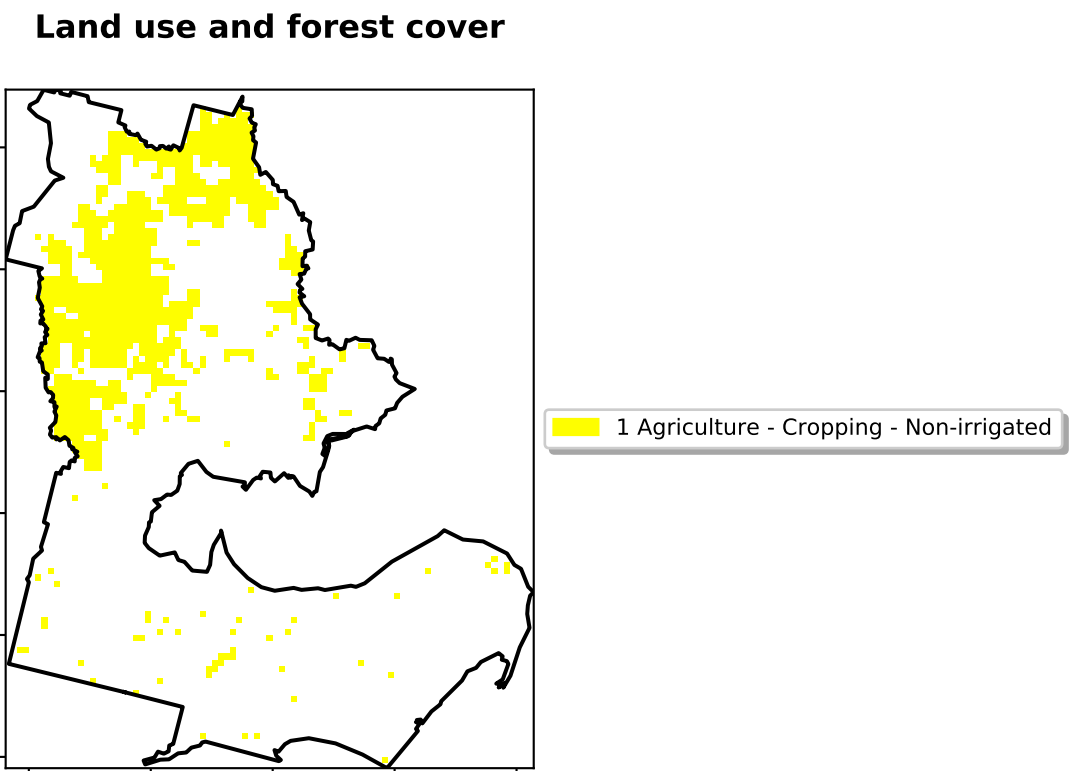 Land use and forest cover
1 Agriculture - Cropping - Non-irrigated